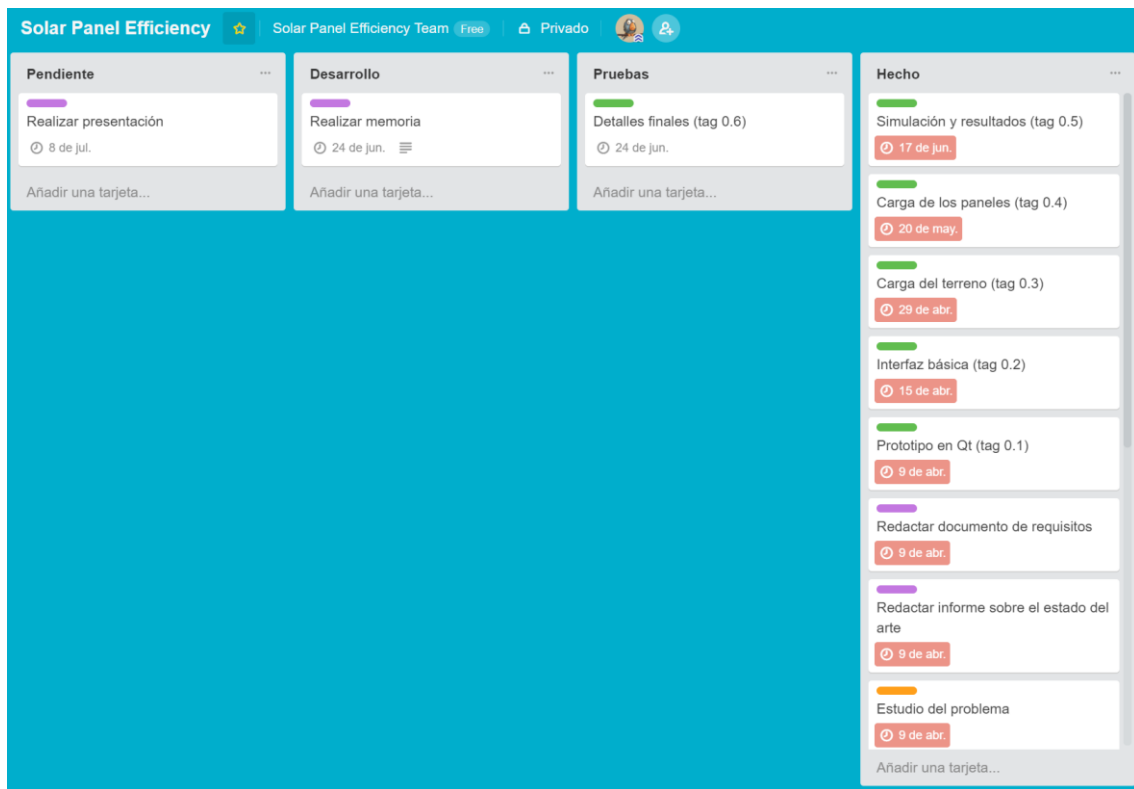 Solar Panel Efficiency
Solar Panel Efficiency Team Free
Privado
Pendiente
Realizar presentación
8 de jul.
Añadir una tarjeta...
Desarrollo
Realizar memoria
24 de jun.
Añadir una tarjeta...
Pruebas
Detalles finales (tag 0.6)
24 de jun.
Añadir una tarjeta...
Hecho
Simulación y resultados (tag 0.5)
17 de jun.
Carga de los paneles (tag 0.4)
20 de may.
Carga del terreno (tag 0.3)
29 de abr.
Interfaz básica (tag 0.2)
15 de abr.
Prototipo en Qt (tag 0.1)
9 de abr.
Redactar documento de requisitos
9 de abr.
Redactar informe sobre el estado del
arte
9 de abr.
Estudio del problema
9 de abr.
Añadir una tarjeta...